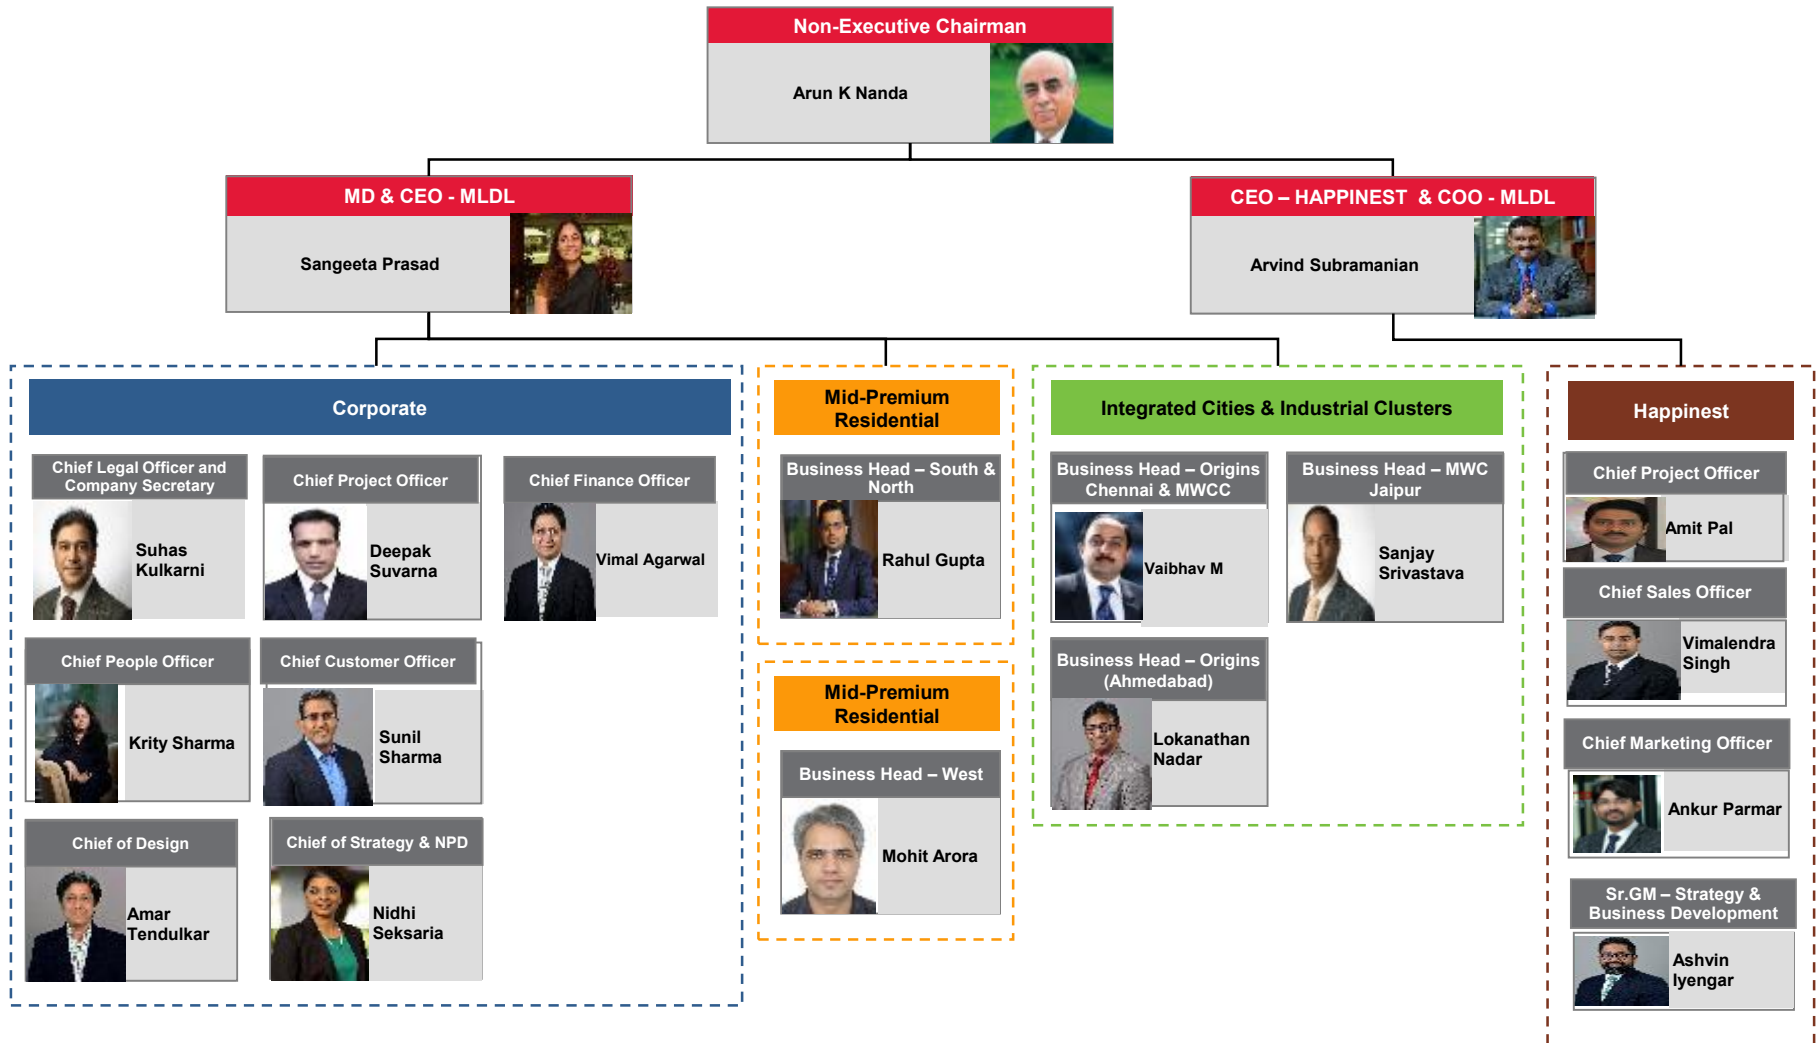 Non-Executive Chairman
Arun K Nanda
MD & CEO - MLDL
Sangeeta Prasad
CEO – HAPPINEST & COO - MLDL
Arvind Subramanian
Corporate
Chief Legal Officer and
Company Secretary
Suhas
Kulkarni
Chief Project Officer
Deepak
Suvarna
Chief Finance Officer
Vimal Agarwal
Chief People Officer
Krity Sharma
Chief Customer Officer
Sunil
Sharma
Chief of Design
Amar
Tendulkar
Chief of Strategy & NPD
Nidhi
Seksaria
Mid-Premium
Residential
Business Head – South &
North
Rahul Gupta
Mid-Premium
Residential
Business Head – West
Mohit Arora
Integrated Cities & Industrial Clusters
Business Head – Origins
Chennai & MWCC
Vaibhav M
Business Head – MWC
Jaipur
Sanjay
Srivastava
Business Head – Origins
(Ahmedabad)
Lokanathan
Nadar
Happinest
Chief Project Officer
Amit Pal
Chief Sales Officer
Vimalendra
Singh
Chief Marketing Officer
Ankur Parmar
Sr.GM – Strategy &
Business Development
Ashvin
Iyengar